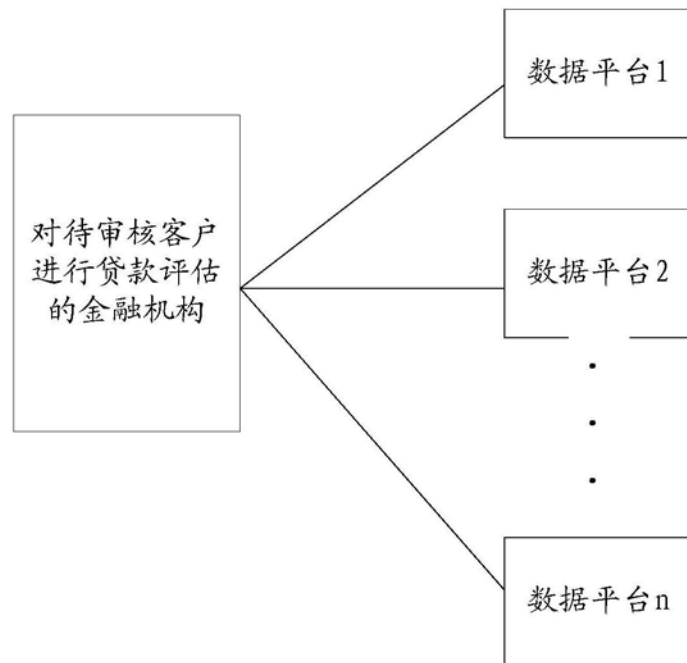 对待审核客户
进行贷款评估
的金融机构
数据平台1
数据平台2
数据平台n